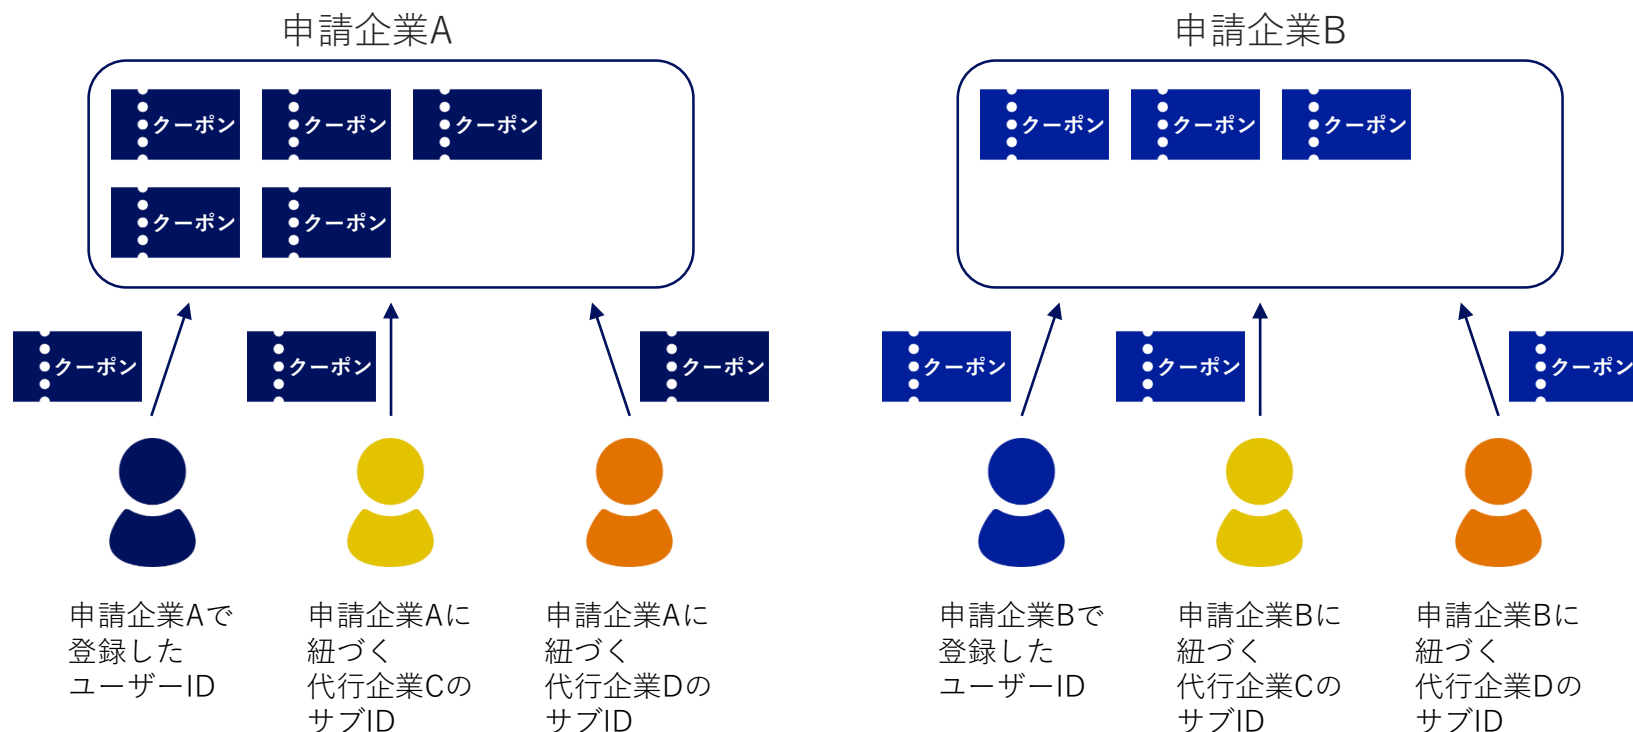 申請企業A
クーポン
クーポン
クーポン
クーポン
クーポン
クーポン
クーポン
クーポン
申請企業Aで
登録した
ユーザーID
申請企業Aに
紐づく
代行企業Cの
サブID
申請企業Aに
紐づく
代行企業Dの
サブID
申請企業B
クーポン
クーポン
クーポン
クーポン
クーポン
クーポン
申請企業Bで
登録した
ユーザーID
申請企業Bに
紐づく
代行企業Cの
サブID
申請企業Bに
紐づく
代行企業Dの
サブID